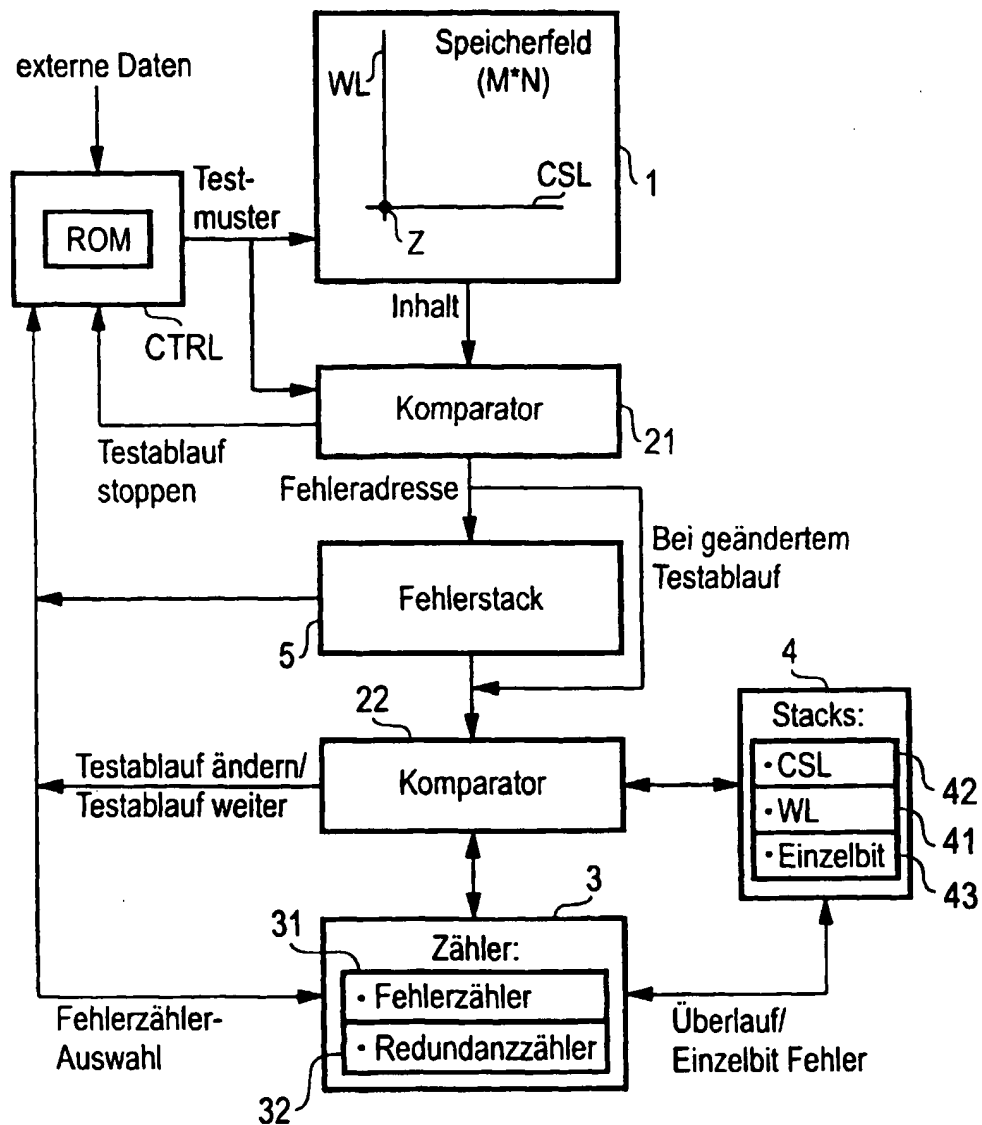 externe Daten
Speicherfeld
(M*N)
WL
CSL
Z
1
Test-
muster
ROM
CTRL
Inhalt
Komparator
21
Testablauf
stoppen
Fehleradresse
Bei geändertem
Testablauf
Fehlerstack
5
4
Stacks:
• CSL
42
• WL
41
• Einzelbit
43
22
Testablauf ändern/
Testablauf weiter
Komparator
3
31
Zähler:
• Fehlerzähler
• Redundanzzähler
32
Fehlerzähler-
Auswahl
Überlauf/
Einzelbit Fehler